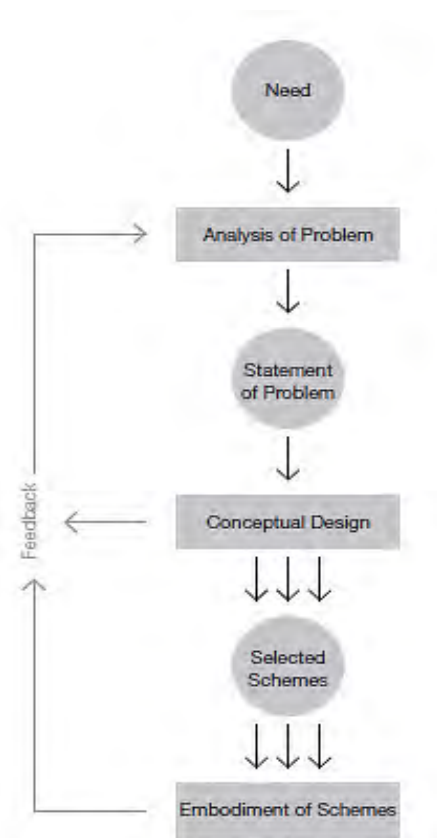 Need
Analysis of Problem
Statement
of Problem
Feedback
Conceptual Design
Selected
Schemes
Embodiment of Schemes